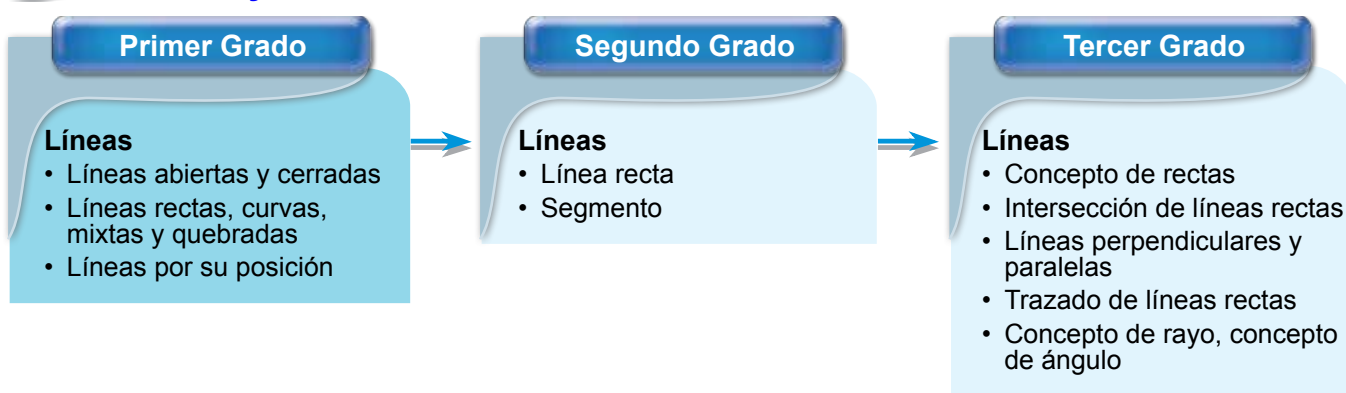 Primer Grado
Líneas
• Líneas abiertas y cerradas
• Líneas rectas, curvas,
mixtas y quebradas
• Líneas por su posición
Segundo Grado
Líneas
• Línea recta
• Segmento
Tercer Grado
Líneas
• Concepto de rectas
• Intersección de líneas rectas
• Líneas perpendiculares y
paralelas
• Trazado de líneas rectas
• Concepto de rayo, concepto
de ángulo